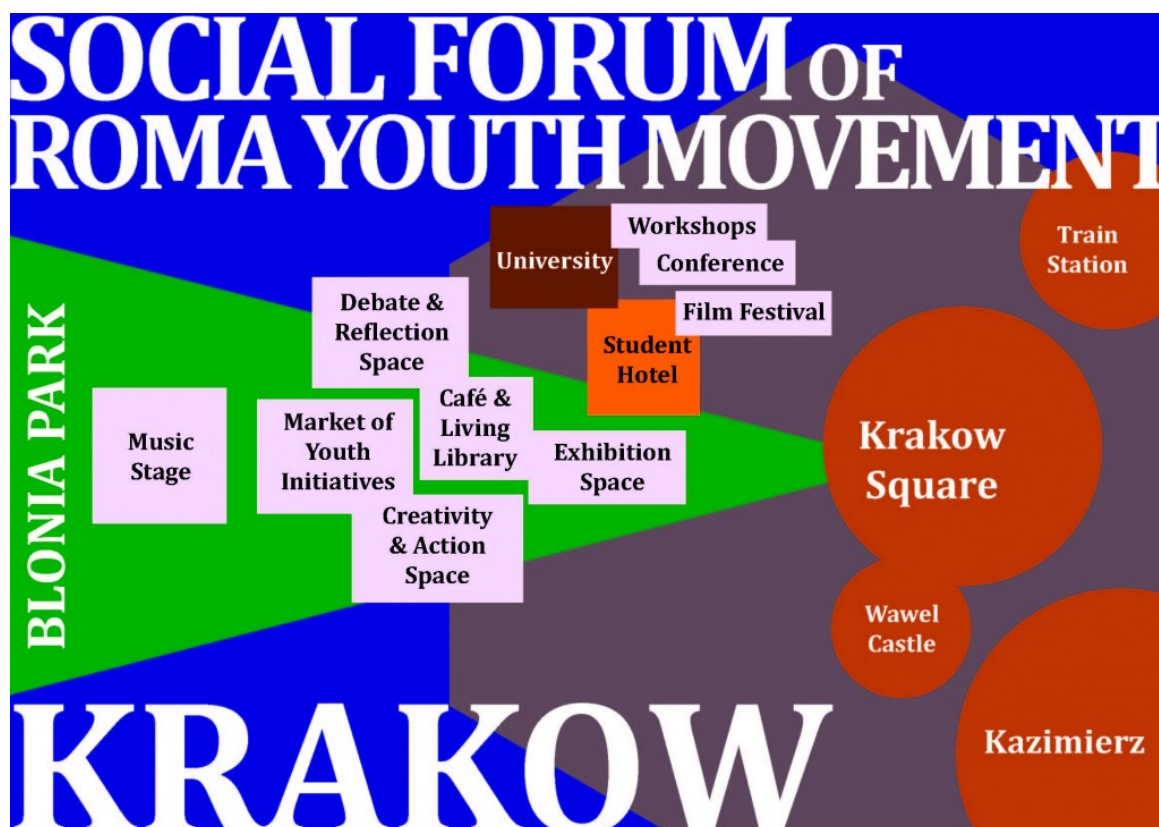 SOCIAL FORUM OF
ROMA YOUTH MOVEMENT
BLONIA PARK
Music
Stage
Debate &
Reflection
Space
Market of
Youth
Initiatives
Café &
Living
Library
Creativity
& Action
Space
Exhibition
Space
University
Workshops
Conference
Film Festival
Student
Hotel
Train
Station
Krakow
Square
Wawel
Castle
Kazimierz
KRAKOW